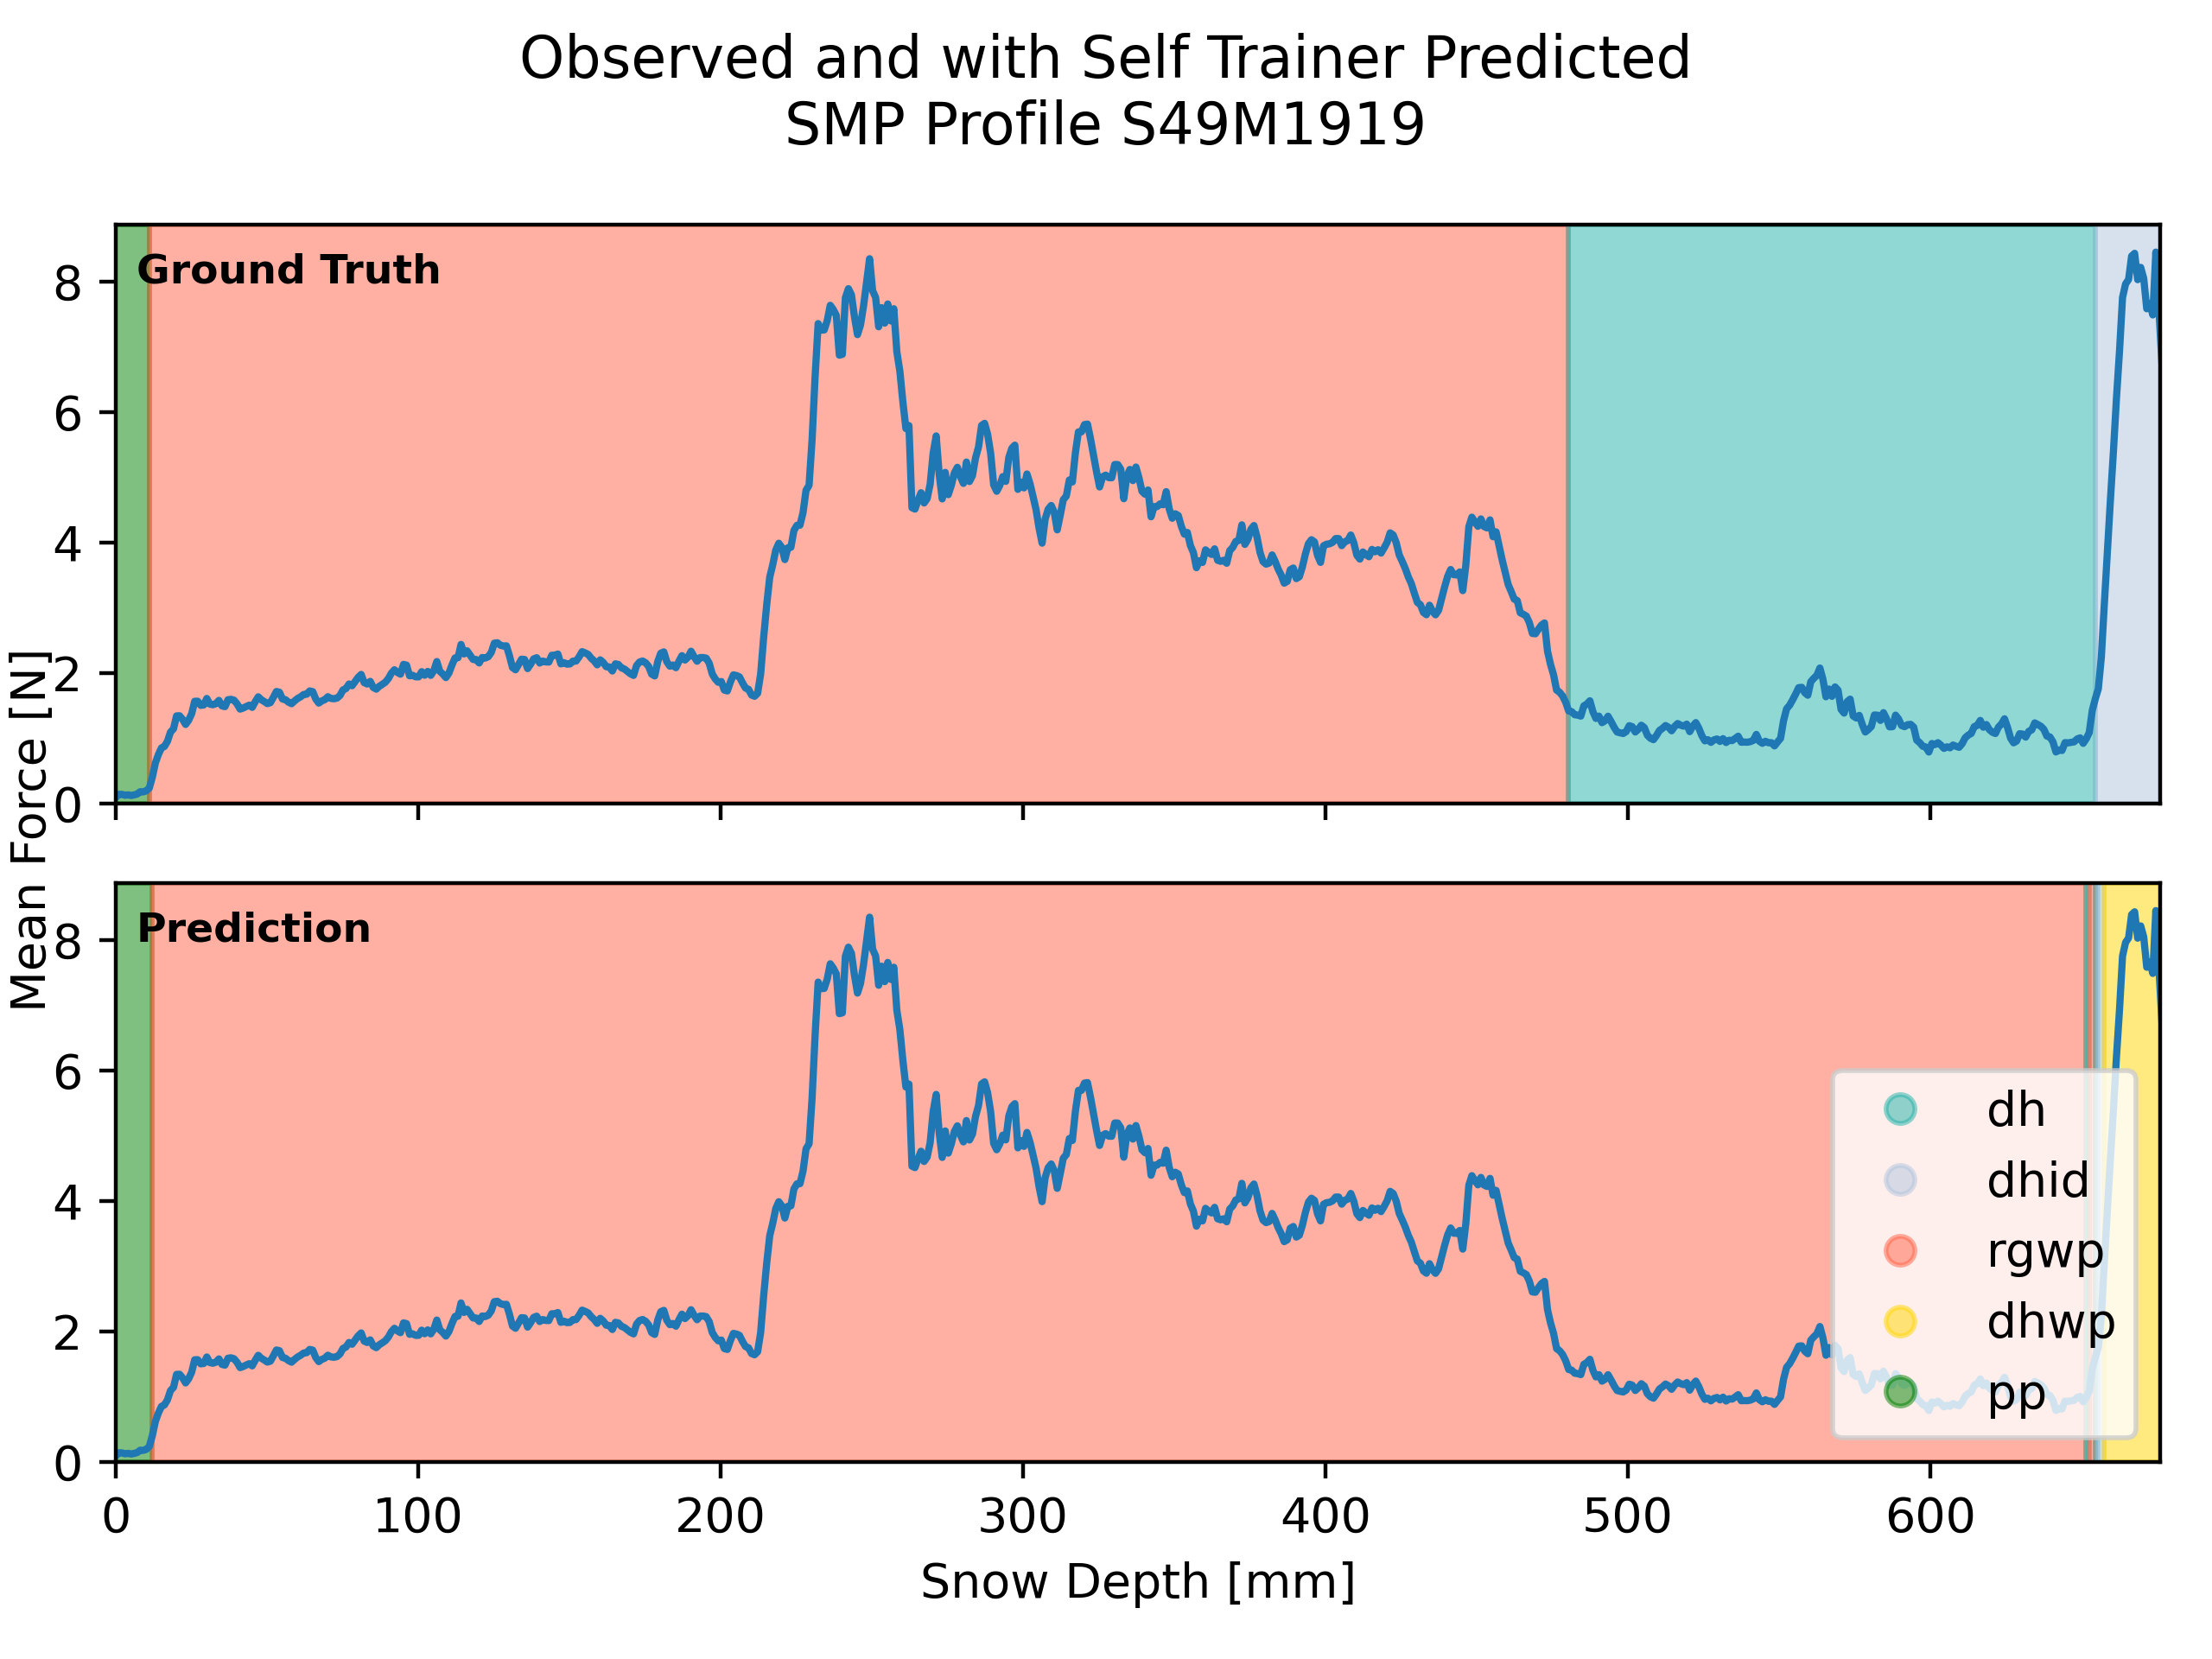 Observed and with Self Trainer Predicted
SMP Profile S49M1919
Ground Truth
8
6
4
2
0
Mean Force [N]
Prediction
8
6
4
2
0
dh
dhid
rgwp
dhwp
pp
0 100 200 300 400 500 600
Snow Depth [mm]